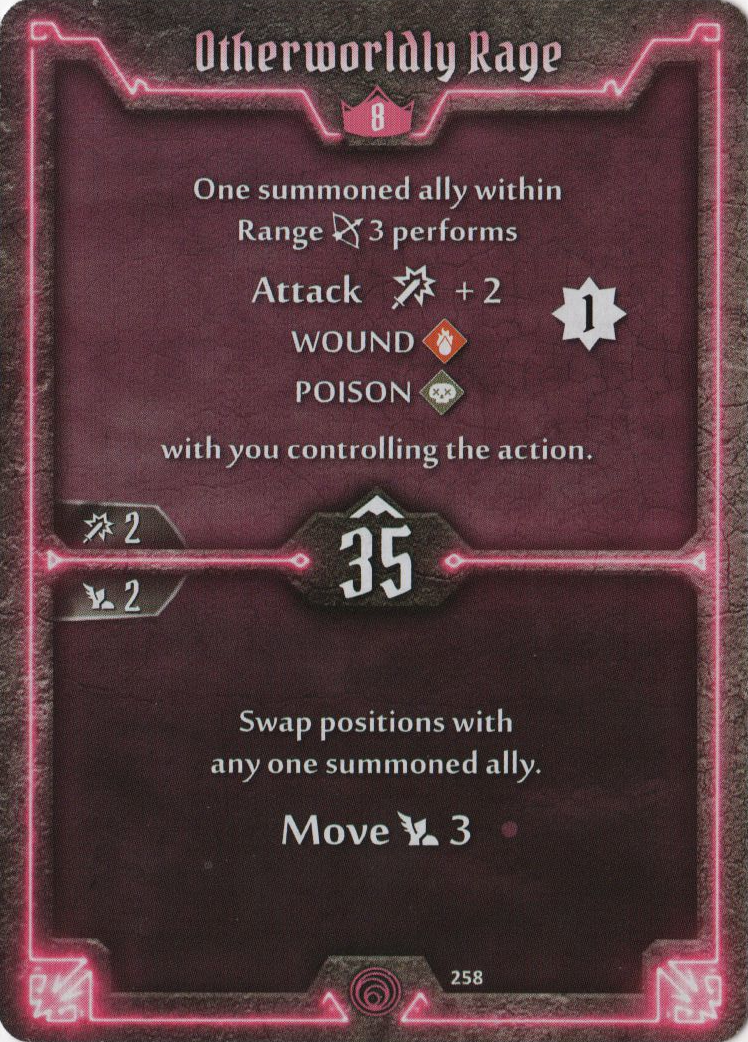 Otherworldly Rage
8
One summoned ally within
Range 3 performs
Attack + 2
1
WOUND
POISON
with you controlling the action.
2
35
2
Swap positions with
any one summoned ally.
Move 3
258